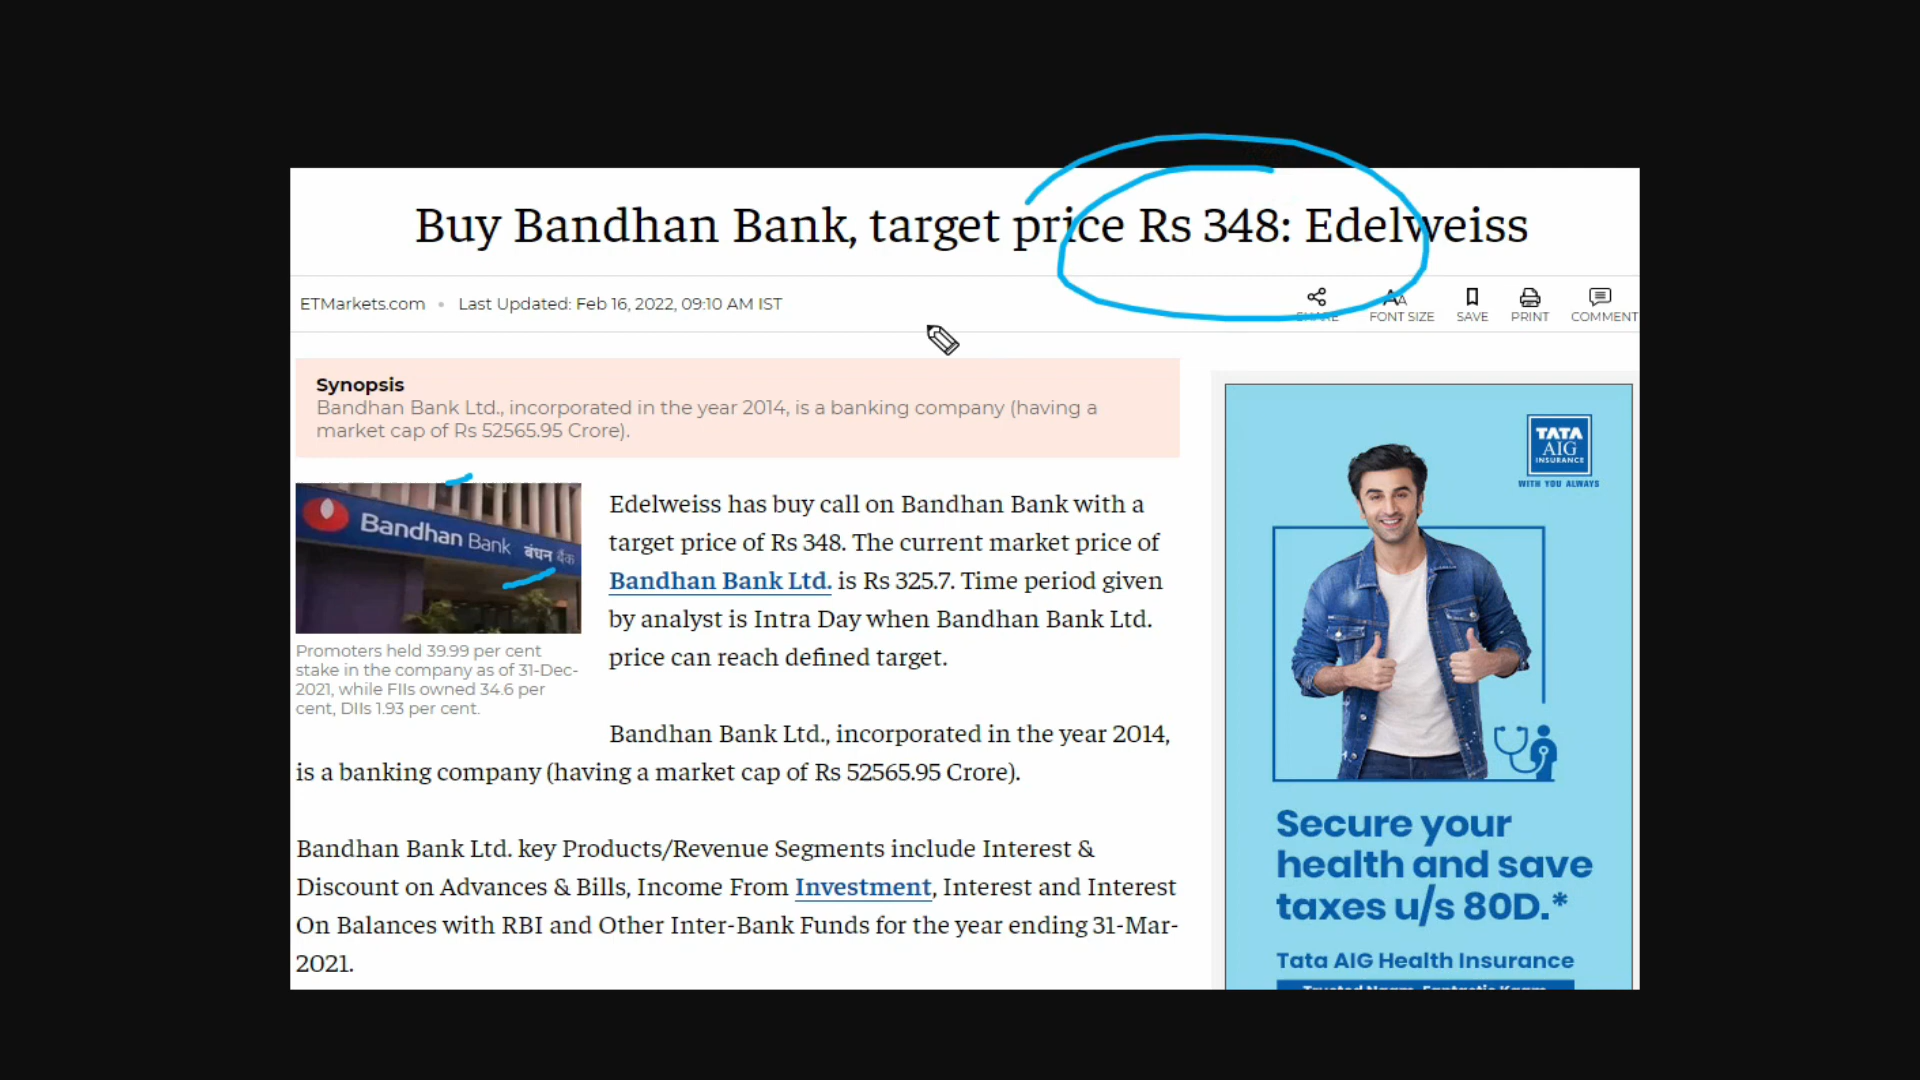 Buy Bandhan Bank, target price Rs 348: Edelweiss
ETMarkets.com • Last Updated: Feb 16, 2022, 09:10 AM IST
SHARE
AA
FONT SIZE
SAVE
PRINT
COMMENT
Synopsis
Bandhan Bank Ltd., incorporated in the year 2014, is a banking company (having a
market cap of Rs 52565.95 Crore).
Bandhan Bank बंधन बैंक
Promoters held 39.99 per cent
stake in the company as of 31-Dec-
2021, while FIIs owned 34.6 per
cent, DIIs 1.93 per cent.
Edelweiss has buy call on Bandhan Bank with a
target price of Rs 348. The current market price of
Bandhan Bank Ltd. is Rs 325.7. Time period given
by analyst is Intra Day when Bandhan Bank Ltd.
price can reach defined target.
Bandhan Bank Ltd., incorporated in the year 2014,
is a banking company (having a market cap of Rs 52565.95 Crore).
Bandhan Bank Ltd. key Products/Revenue Segments include Interest &
Discount on Advances & Bills, Income From Investment, Interest and Interest
On Balances with RBI and Other Inter-Bank Funds for the year ending 31-Mar-
2021.
TATA
AIG
INSURANCE
WITH YOU ALWAYS
Secure your
health and save
taxes u/s 80D.*
Tata AIG Health Insurance